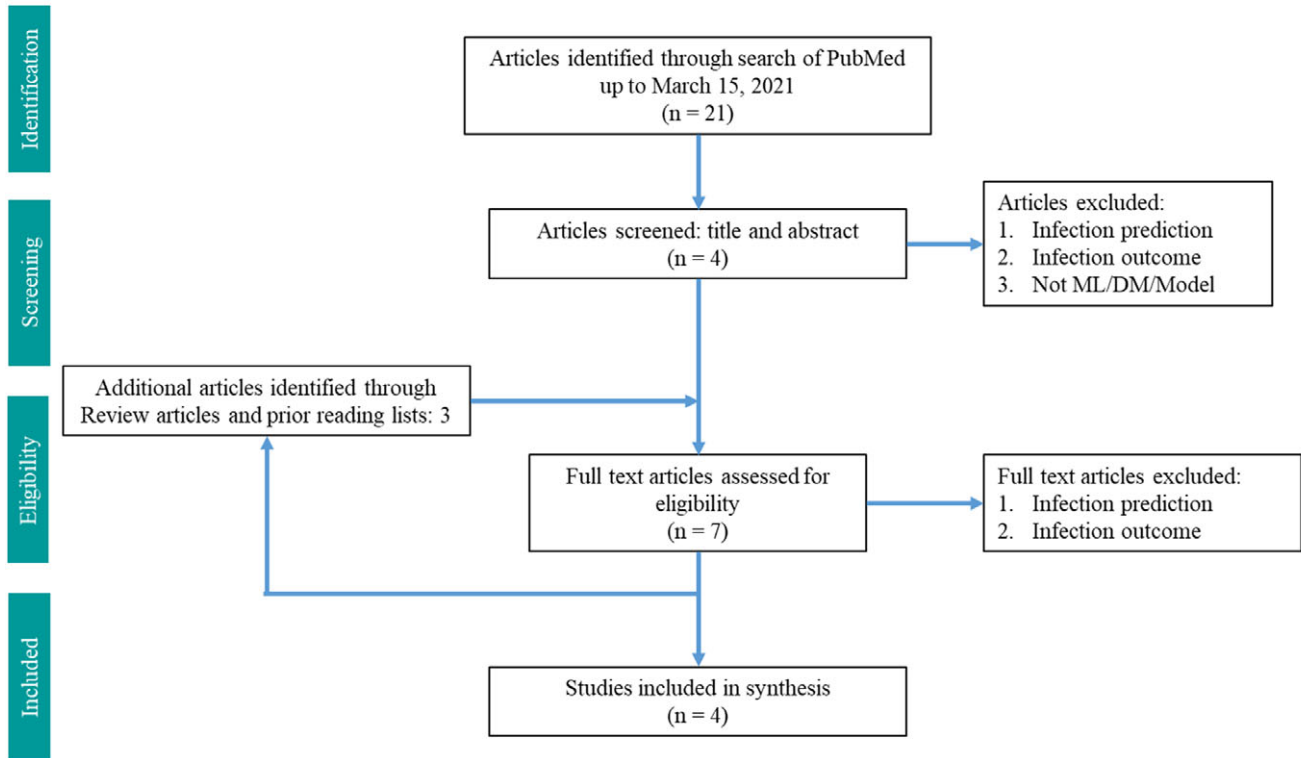 Identification
Articles identified through search of PubMed
up to March 15, 2021
(n = 21)
Screening
Articles screened: title and abstract
(n = 4)
Articles excluded:
1. Infection prediction
2. Infection outcome
3. Not ML/DM/Model
Additional articles identified through
Review articles and prior reading lists: 3
Eligibility
Full text articles assessed for
eligibility
(n = 7)
Full text articles excluded:
1. Infection prediction
2. Infection outcome
Included
Studies included in synthesis
(n = 4)